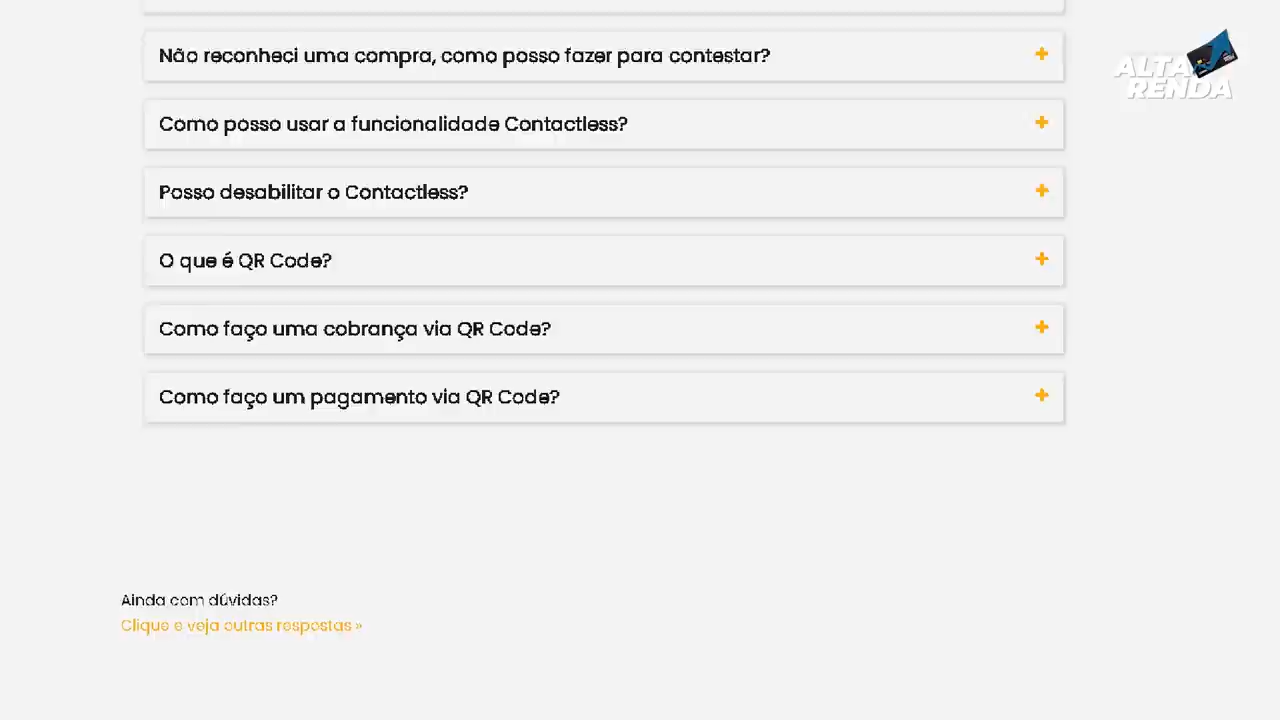 Não reconheci uma compra, como posso fazer para contestar?
ALTA
RENDA
Como posso usar a funcionalidade Contactless?
Posso desabilitar o Contactless?
O que é QR Code?
Como faço uma cobrança via QR Code?
Como faço um pagamento via QR Code?
Ainda com dúvidas?
Clique e veja outras respostas »